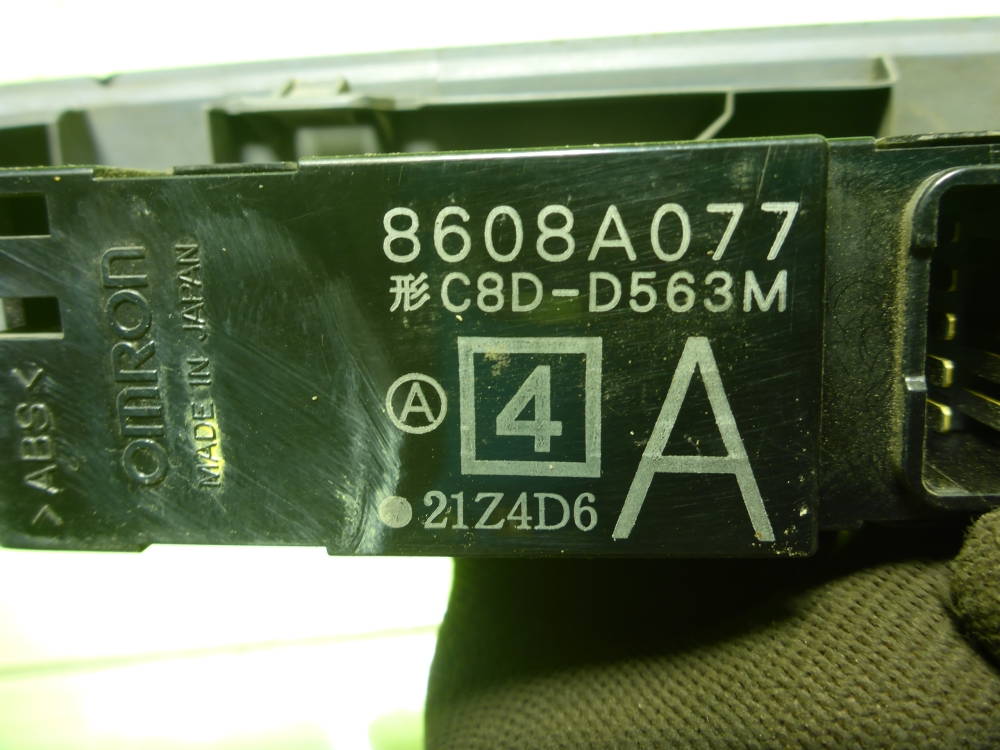 8608A077
形C8D-D563M
A
4
A
21Z4D6
OMRON
MADE IN JAPAN
>ABS<